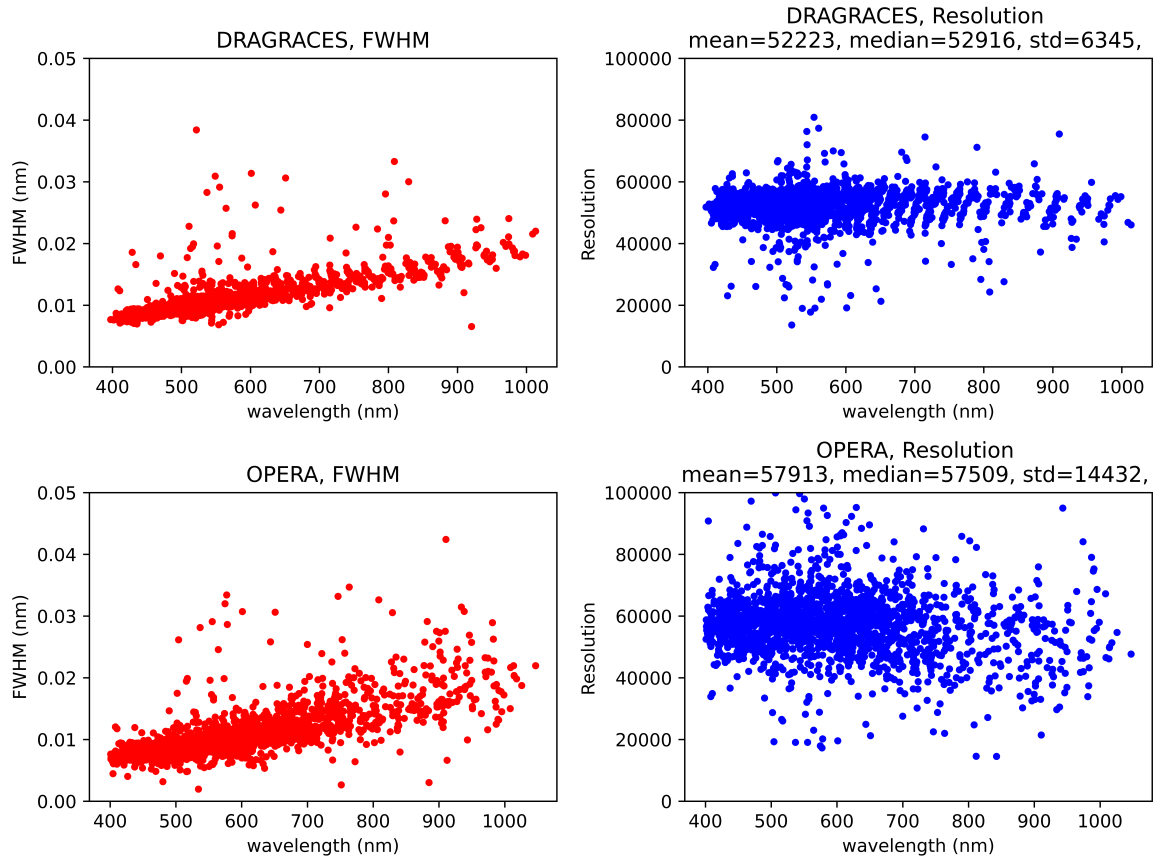 DRAGRACES, FWHM
0.05
0.04
0.03
0.02
0.01
0.00
FWHM (nm)
400 500 600 700 800 900 1000
wavelength (nm)
DRAGRACES, Resolution
mean=52223, median=52916, std=6345,
100000
80000
60000
40000
20000
0
Resolution
400 500 600 700 800 900 1000
wavelength (nm)
OPERA, FWHM
0.05
0.04
0.03
0.02
0.01
0.00
FWHM (nm)
400 500 600 700 800 900 1000
wavelength (nm)
OPERA, Resolution
mean=57913, median=57509, std=14432,
100000
80000
60000
40000
20000
0
Resolution
400 500 600 700 800 900 1000
wavelength (nm)